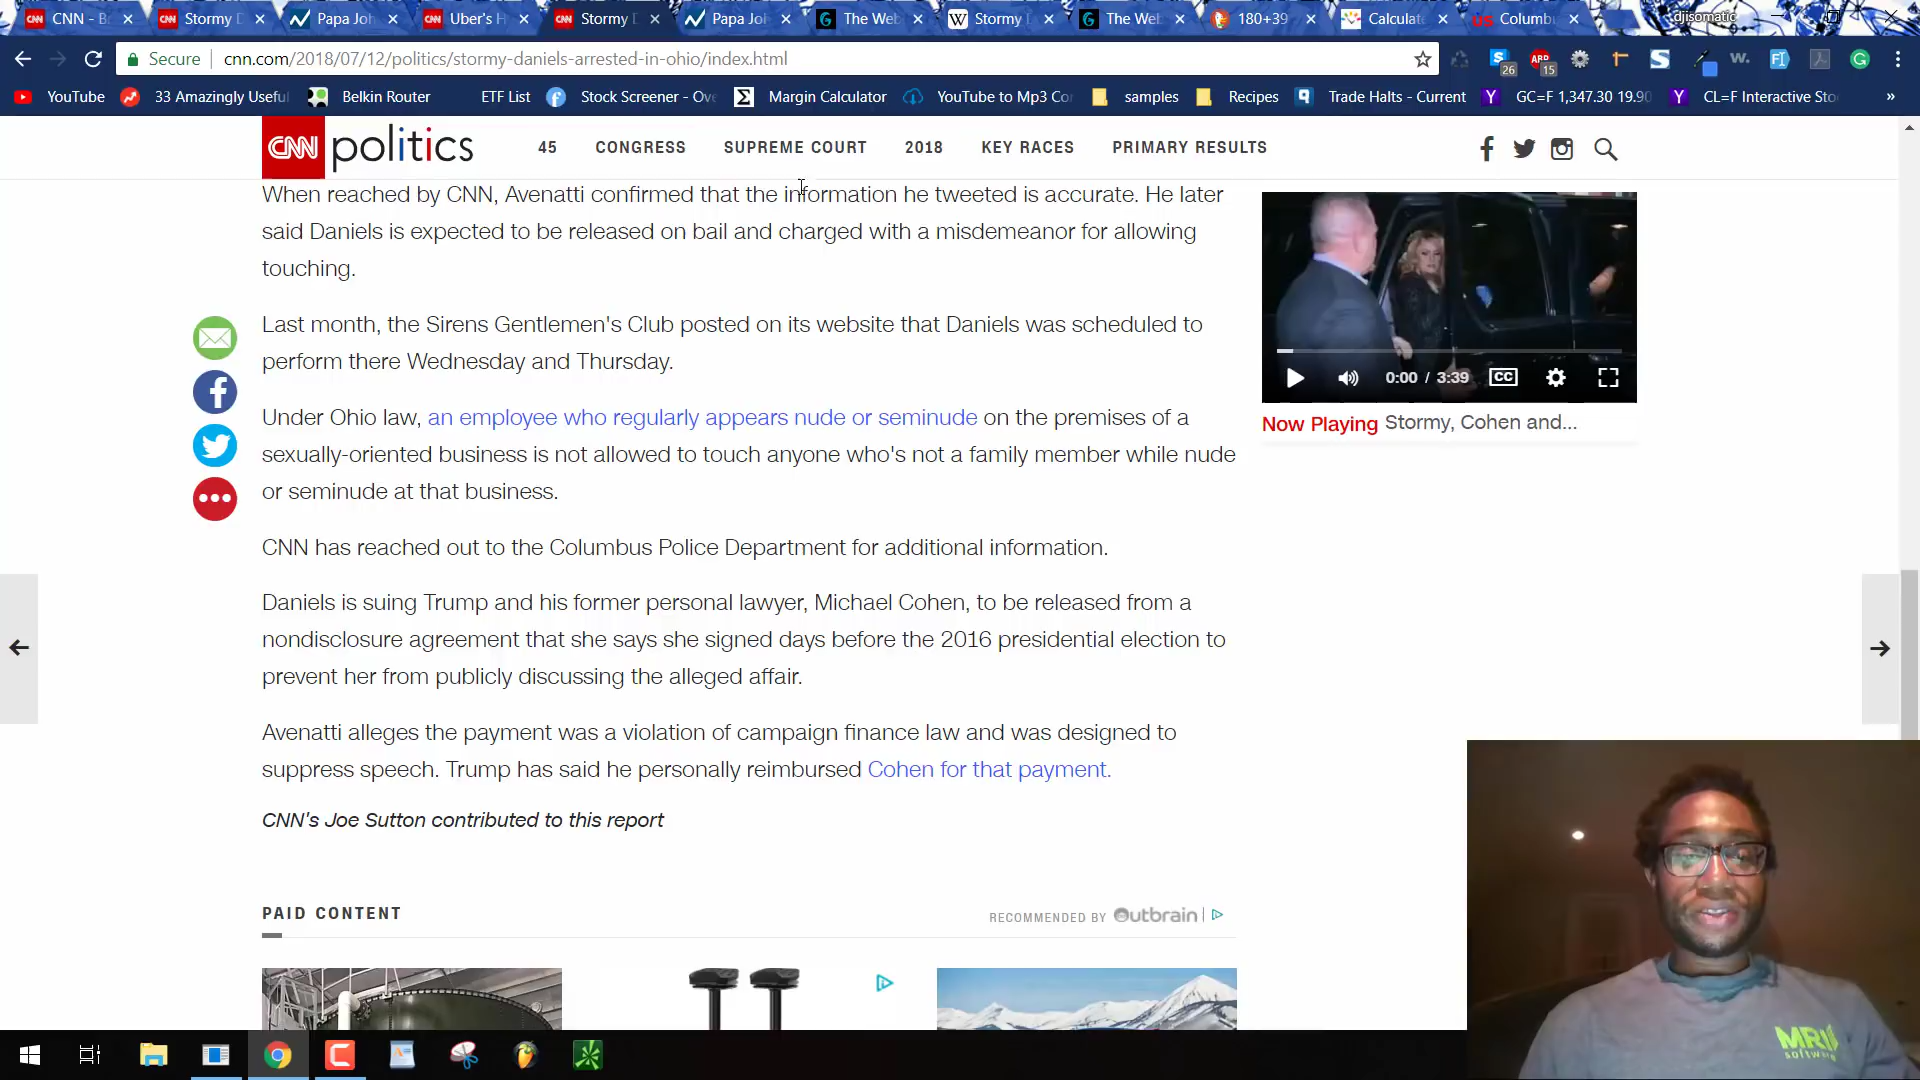 CNN - B
Stormy D
Papa Joh
Uber's H
Stormy D
Papa Joh
The Web
Stormy D
The Web
180+39
Calculat
Columb
djisomatic
Secure
cnn.com/2018/07/12/politics/stormy-daniels-arrested-in-ohio/index.html
26
ABP
15
YouTube
33 Amazingly Useful
Belkin Router
ETF List
Stock Screener - Ove
Margin Calculator
YouTube to Mp3 Co
samples
Recipes
Trade Halts - Current
GC=F 1,347.30 19.90
CL=F Interactive Sto
CNN politics
45
CONGRESS
SUPREME COURT
2018
KEY RACES
PRIMARY RESULTS
When reached by CNN, Avenatti confirmed that the information he tweeted is accurate. He later
said Daniels is expected to be released on bail and charged with a misdemeanor for allowing
touching.
Last month, the Sirens Gentlemen's Club posted on its website that Daniels was scheduled to
perform there Wednesday and Thursday.
Under Ohio law, an employee who regularly appears nude or seminude on the premises of a
sexually-oriented business is not allowed to touch anyone who's not a family member while nude
or seminude at that business.
CNN has reached out to the Columbus Police Department for additional information.
Daniels is suing Trump and his former personal lawyer, Michael Cohen, to be released from a
nondisclosure agreement that she says she signed days before the 2016 presidential election to
prevent her from publicly discussing the alleged affair.
Avenatti alleges the payment was a violation of campaign finance law and was designed to
suppress speech. Trump has said he personally reimbursed Cohen for that payment.
CNN's Joe Sutton contributed to this report
0:00 / 3:39
CC
Now Playing Stormy, Cohen and...
PAID CONTENT
RECOMMENDED BY Outbrain
MRI
software